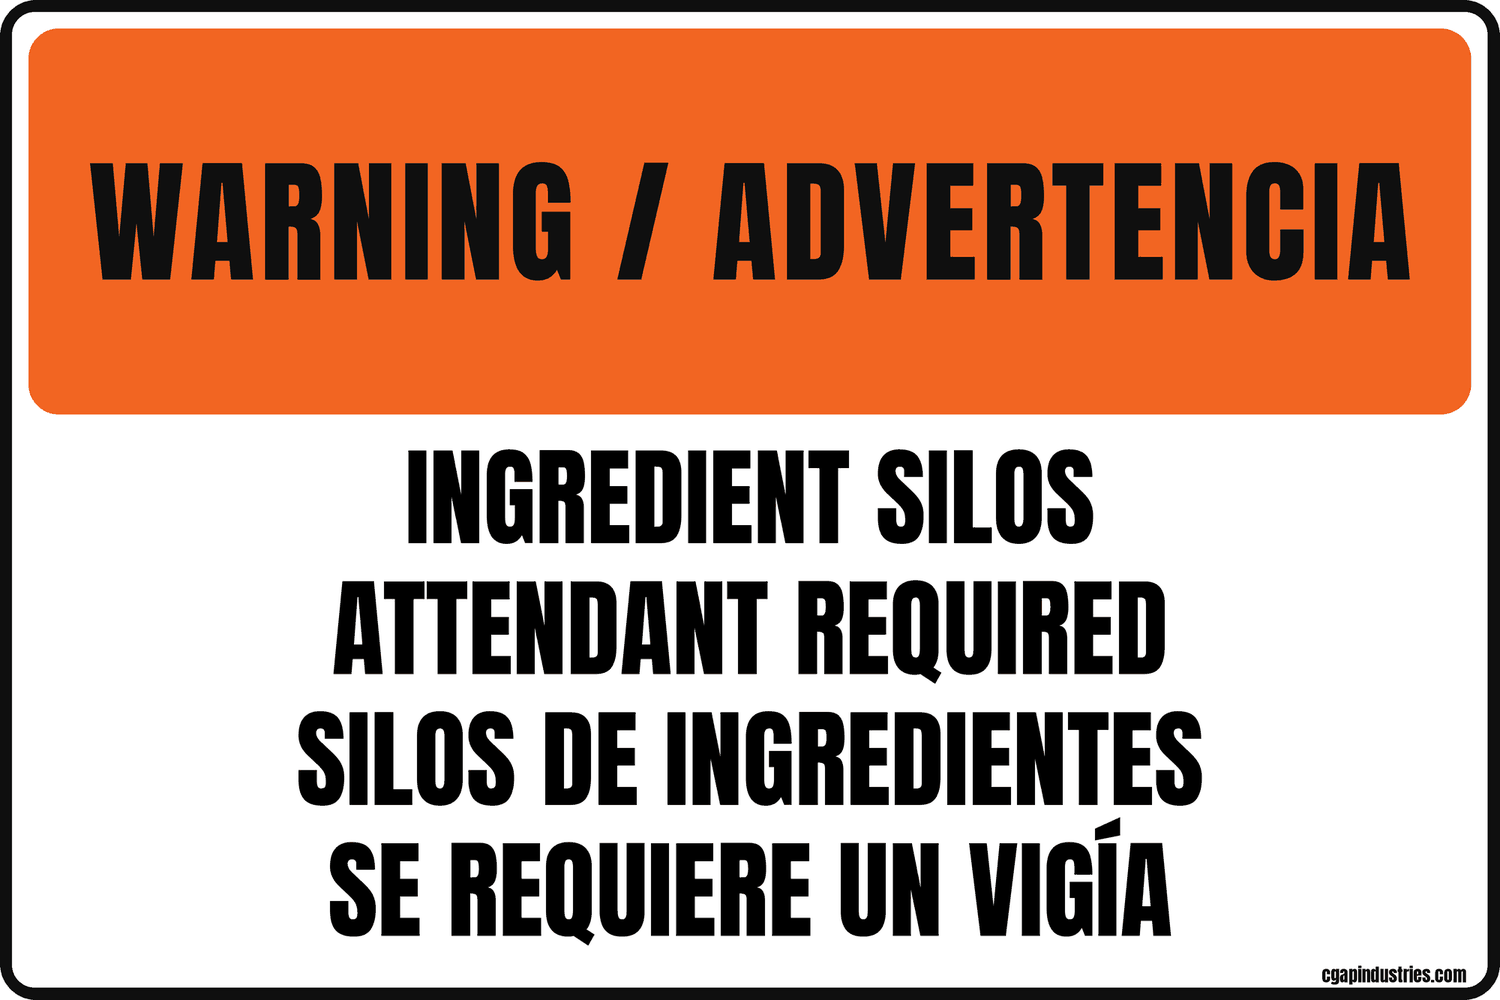 WARNING / ADVERTENCIA
INGREDIENT SILOS
ATTENDANT REQUIRED
SILOS DE INGREDIENTES
SE REQUIERE UN VIGÍA
cgapindustries.com